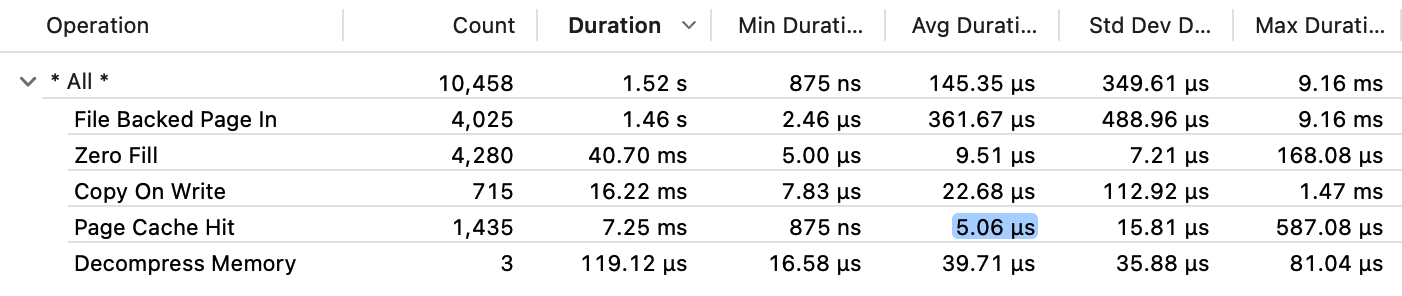 Operation Count Duration Min Durati... Avg Durati... Std Dev D... Max Durati...
* All * 10,458 1.52 s 875 ns 145.35 µs 349.61 µs 9.16 ms
File Backed Page In 4,025 1.46 s 2.46 µs 361.67 µs 488.96 µs 9.16 ms
Zero Fill 4,280 40.70 ms 5.00 µs 9.51 µs 7.21 µs 168.08 µs
Copy On Write 715 16.22 ms 7.83 µs 22.68 µs 112.92 µs 1.47 ms
Page Cache Hit 1,435 7.25 ms 875 ns 5.06 µs 15.81 µs 587.08 µs
Decompress Memory 3 119.12 µs 16.58 µs 39.71 µs 35.88 µs 81.04 µs